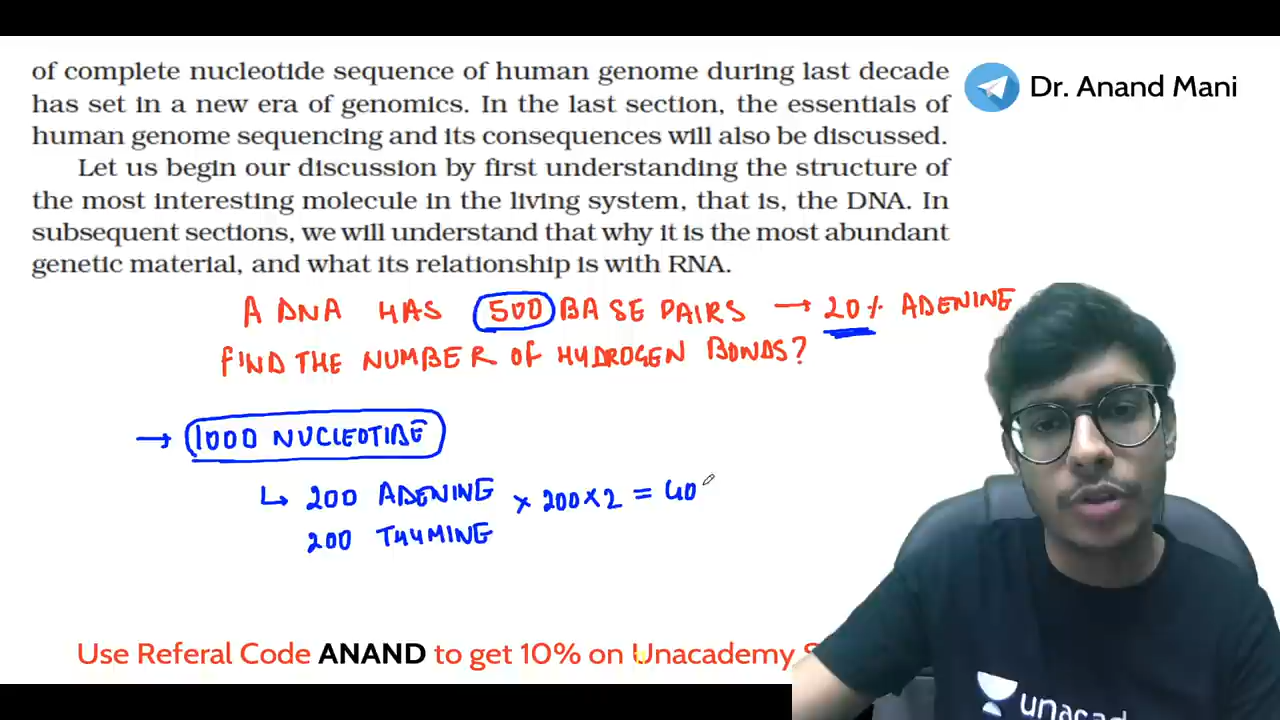 of complete nucleotide sequence of human genome during last decade
has set in a new era of genomics. In the last section, the essentials of
human genome sequencing and its consequences will also be discussed.
Let us begin our discussion by first understanding the structure of
the most interesting molecule in the living system, that is, the DNA. In
subsequent sections, we will understand that why it is the most abundant
genetic material, and what its relationship is with RNA.
Dr. Anand Mani
A DNA HAS 500 BASE PAIRS → 20% ADENINE
FIND THE NUMBER OF HYDROGEN BONDS?
→ 1000 NUCLEOTIDE
↳ 200 ADENING × 200×2 = 40
200 THYMING
Use Referal Code ANAND to get 10% on Unacademy S
unacad